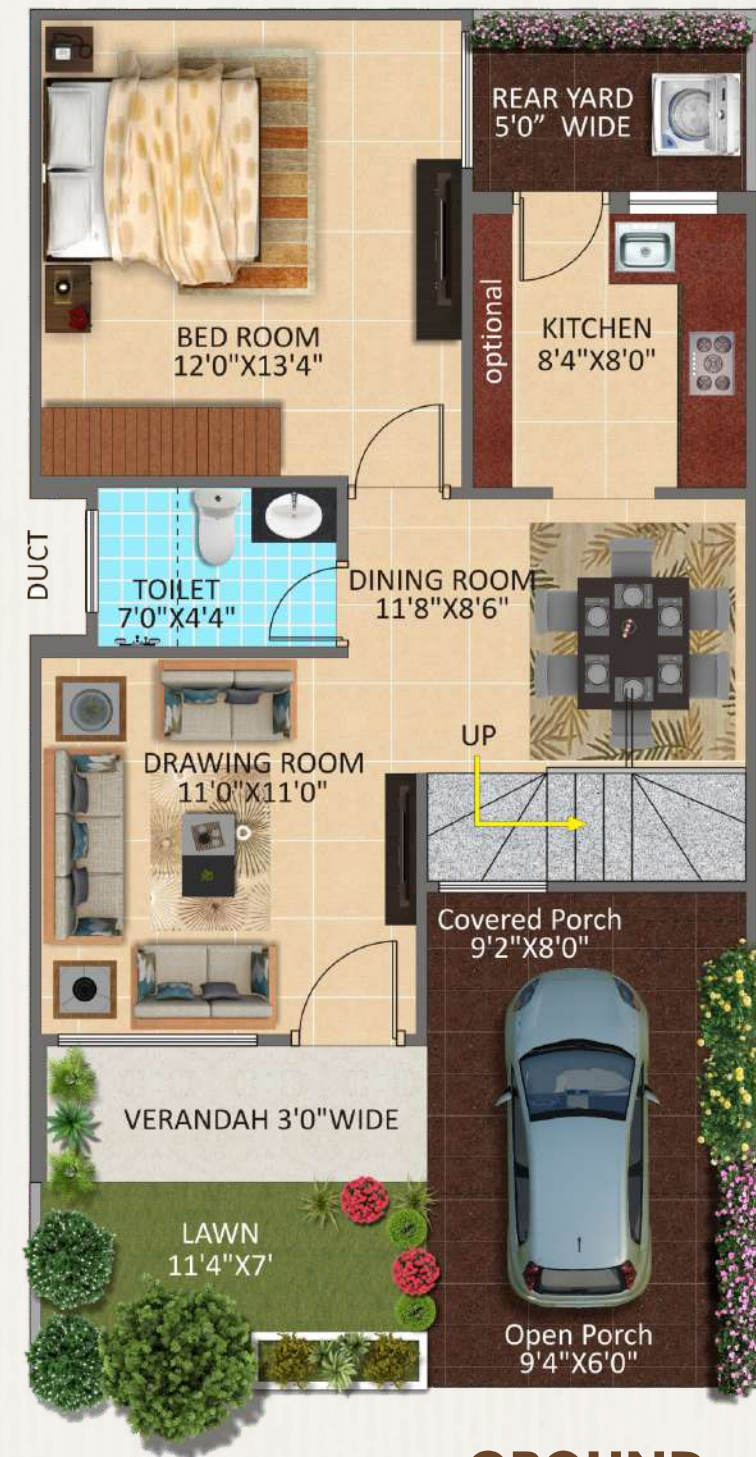 REAR YARD
5'0” WIDE
BED ROOM
12'0"X13'4"
optional
KITCHEN
8'4"X8'0"
DUCT
TOILET
7'0"X4'4"
DINING ROOM
11'8"X8'6"
UP
DRAWING ROOM
11'0"X11'0"
Covered Porch
9'2"X8'0"
VERANDAH 3'0"WIDE
LAWN
11'4"X7'
Open Porch
9'4"X6'0"
GROUND